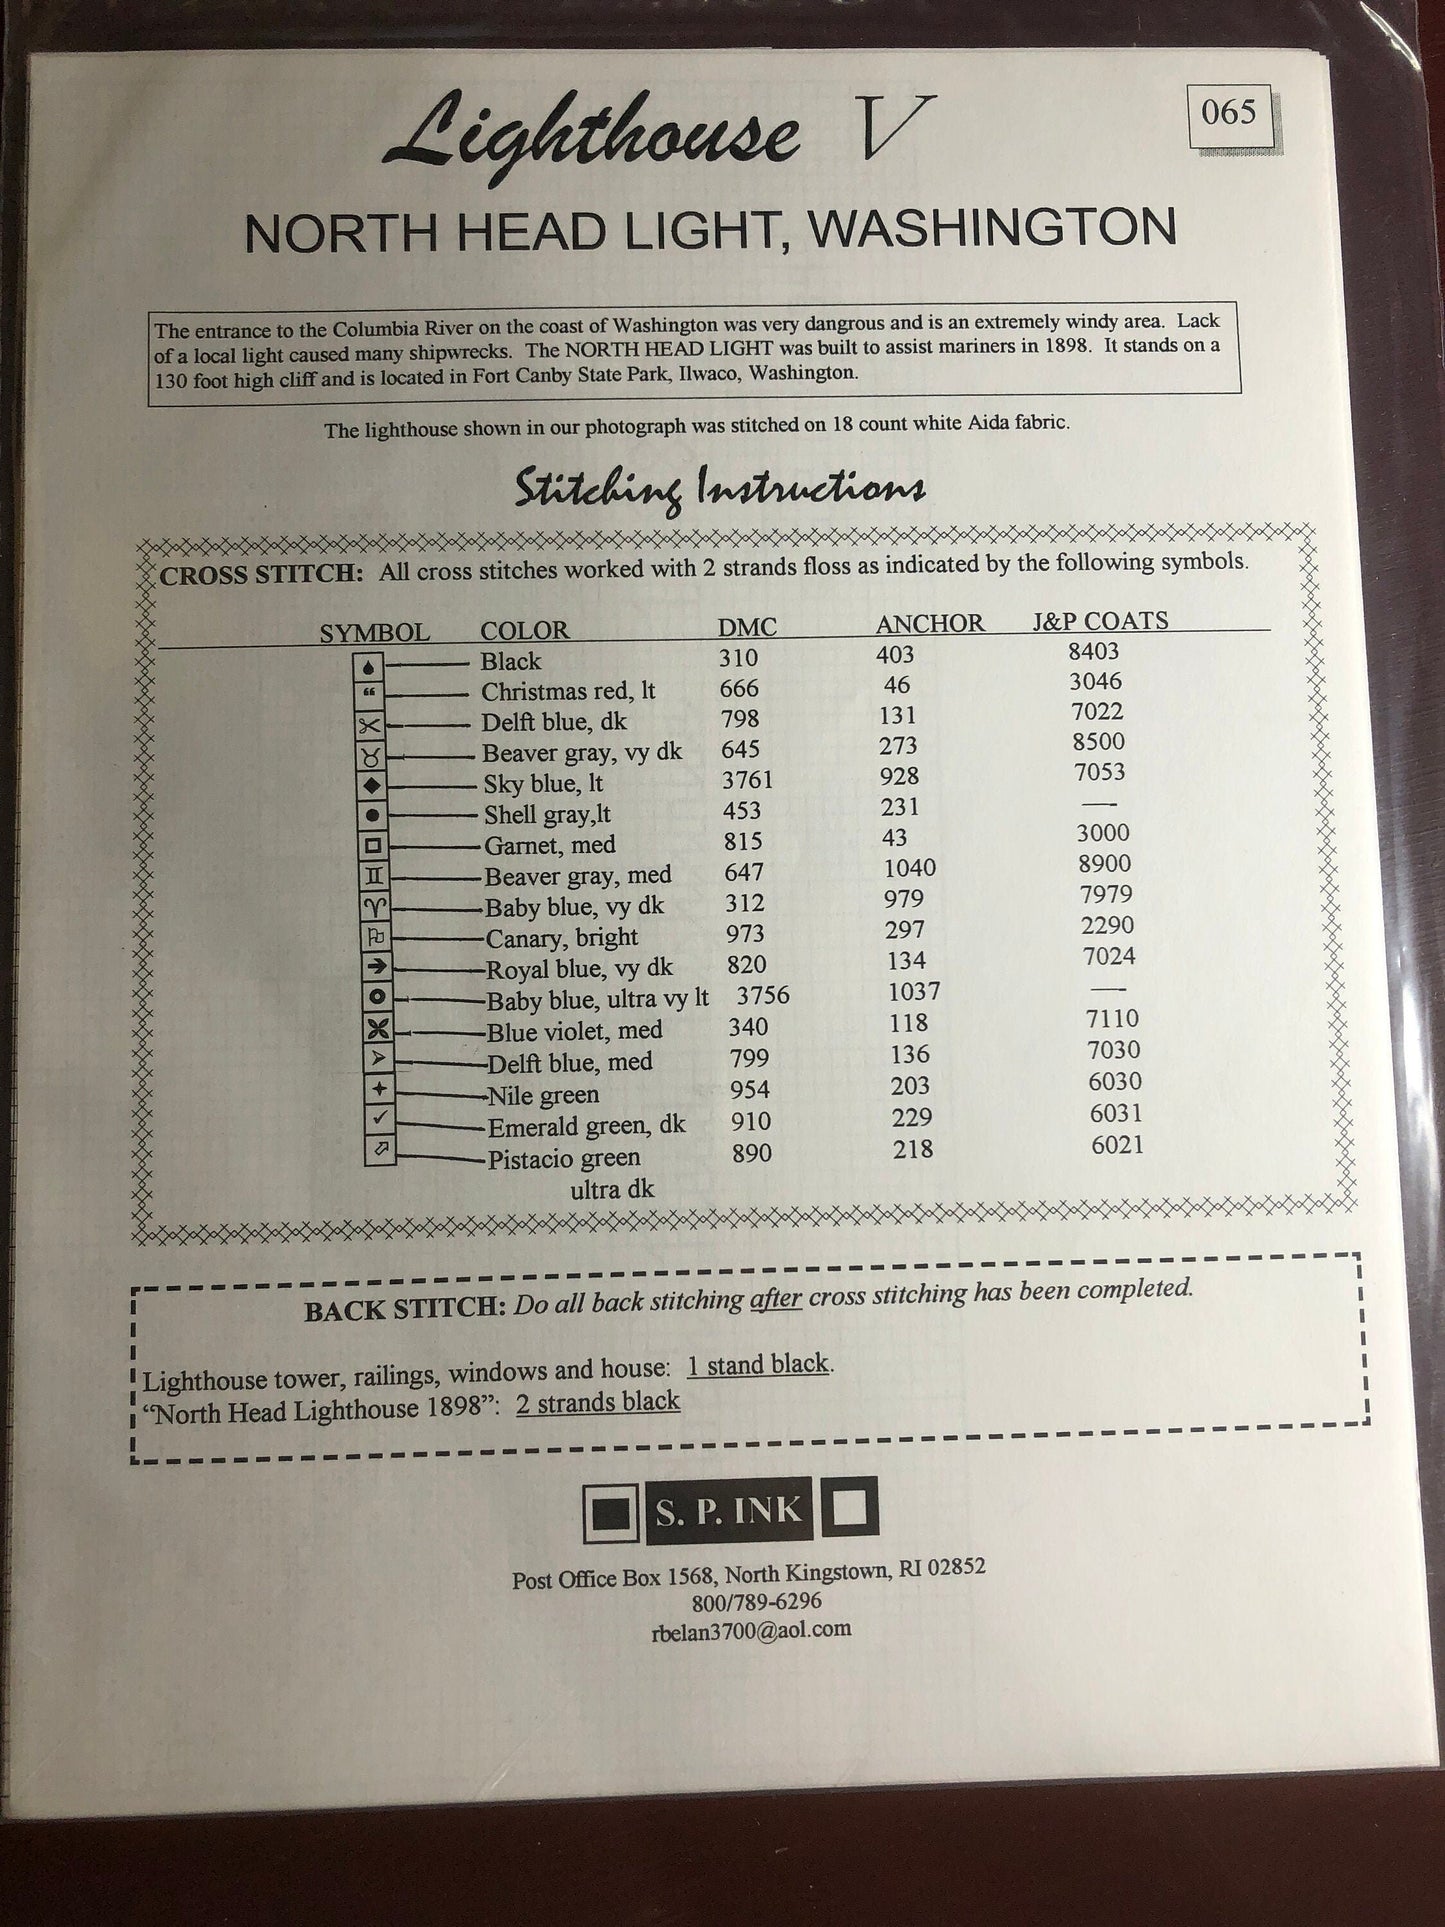 Lighthouse V
065
NORTH HEAD LIGHT, WASHINGTON
The entrance to the Columbia River on the coast of Washington was very dangrous and is an extremely windy area. Lack
of a local light caused many shipwrecks. The NORTH HEAD LIGHT was built to assist mariners in 1898. It stands on a
130 foot high cliff and is located in Fort Canby State Park, Ilwaco, Washington.
The lighthouse shown in our photograph was stitched on 18 count white Aida fabric.
Stitching Instructions
CROSS STITCH: All cross stitches worked with 2 strands floss as indicated by the following symbols.
SYMBOL COLOR DMC ANCHOR J&P COATS
Black 310 403 8403
“ Christmas red, lt 666 46 3046
Delft blue, dk 798 131 7022
♉ Beaver gray, vy dk 645 273 8500
◆ Sky blue, lt 3761 928 7053
● Shell gray,lt 453 231 —
Garnet, med 815 43 3000
♊ Beaver gray, med 647 1040 8900
♈ Baby blue, vy dk 312 979 7979
Canary, bright 973 297 2290
➔ Royal blue, vy dk 820 134 7024
Baby blue, ultra vy lt 3756 1037 —
Blue violet, med 340 118 7110
➢ Delft blue, med 799 136 7030
✦ Nile green 954 203 6030
✓ Emerald green, dk 910 229 6031
Pistacio green 890 218 6021
ultra dk
BACK STITCH: Do all back stitching after cross stitching has been completed.
Lighthouse tower, railings, windows and house: 1 stand black.
“North Head Lighthouse 1898”: 2 strands black
S. P. INK
Post Office Box 1568, North Kingstown, RI 02852
800/789-6296
rbelan3700@aol.com